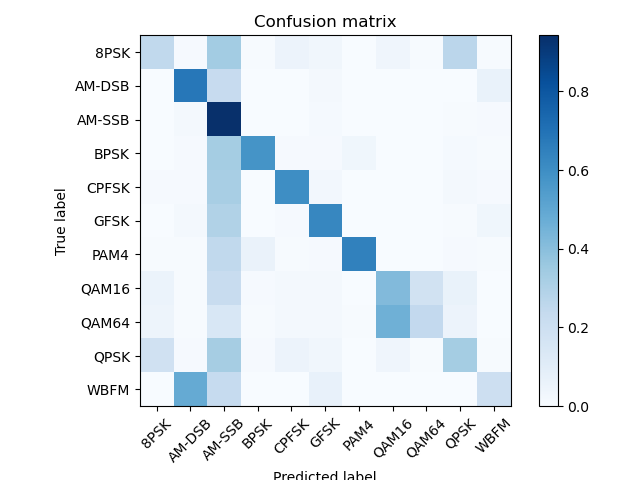 Confusion matrix
True label
8PSK
AM-DSB
AM-SSB
BPSK
CPFSK
GFSK
PAM4
QAM16
QAM64
QPSK
WBFM
8PSK AM-DSB AM-SSB BPSK CPFSK GFSK PAM4 QAM16 QAM64 QPSK WBFM
Predicted label
0.8
0.6
0.4
0.2
0.0